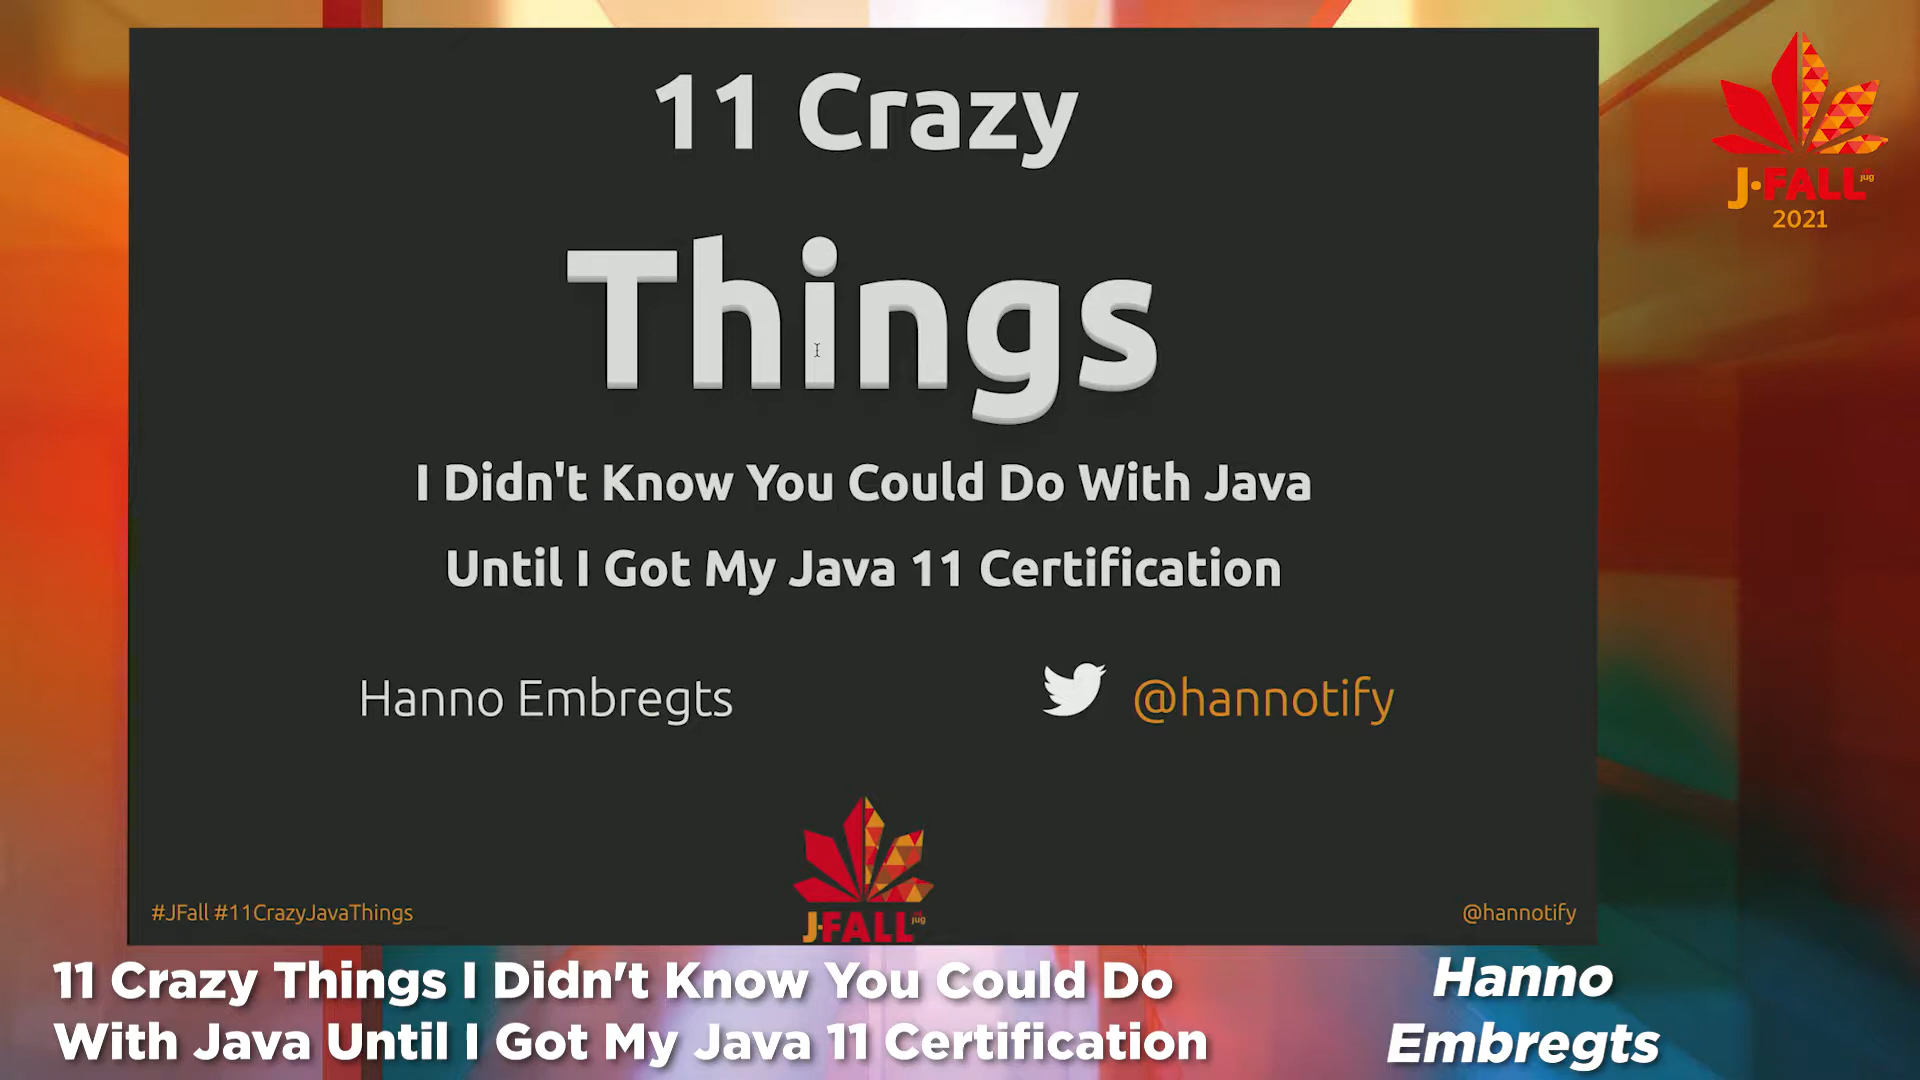 11 Crazy
Things
I Didn't Know You Could Do With Java
Until I Got My Java 11 Certification
Hanno Embregts
@hannotify
J·FALL
jug
2021
#JFall #11CrazyJavaThings
J·FALL
jug
@hannotify
11 Crazy Things I Didn't Know You Could Do
With Java Until I Got My Java 11 Certification
Hanno
Embregts